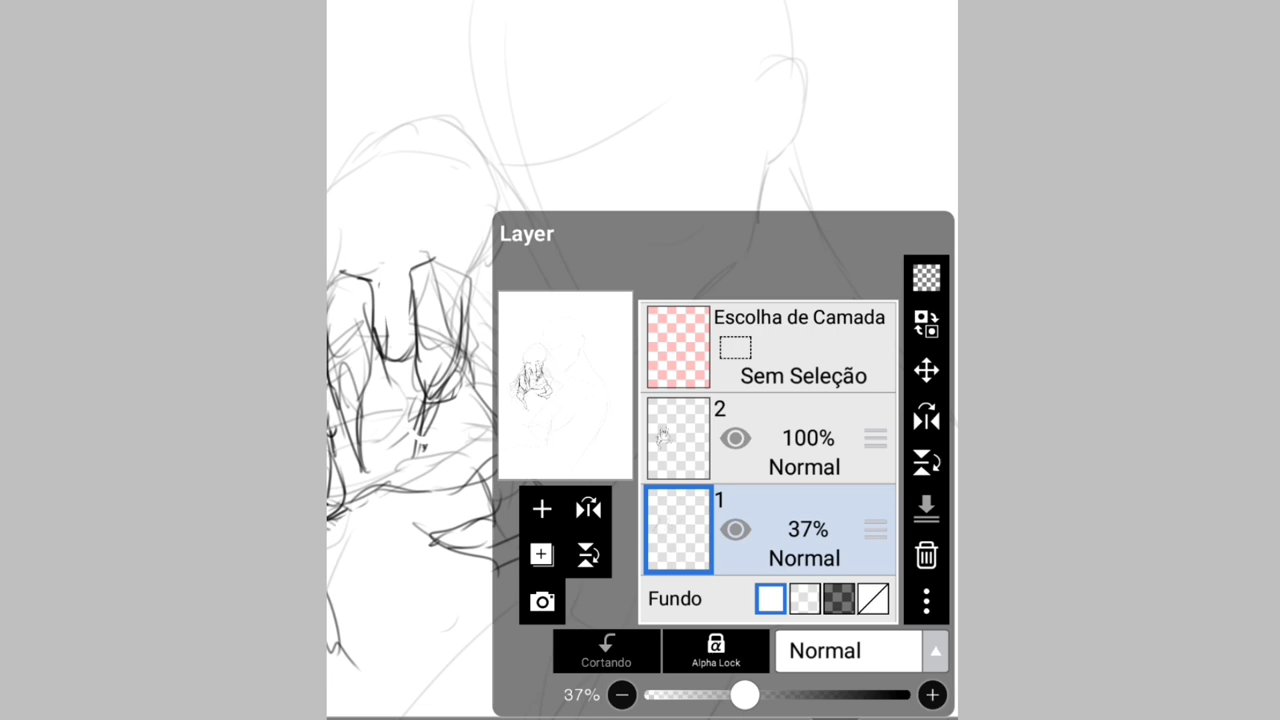 Layer
Escolha de Camada
Sem Seleção
2
100%
Normal
1
37%
Normal
Fundo
Cortando
α
Alpha Lock
Normal
37%